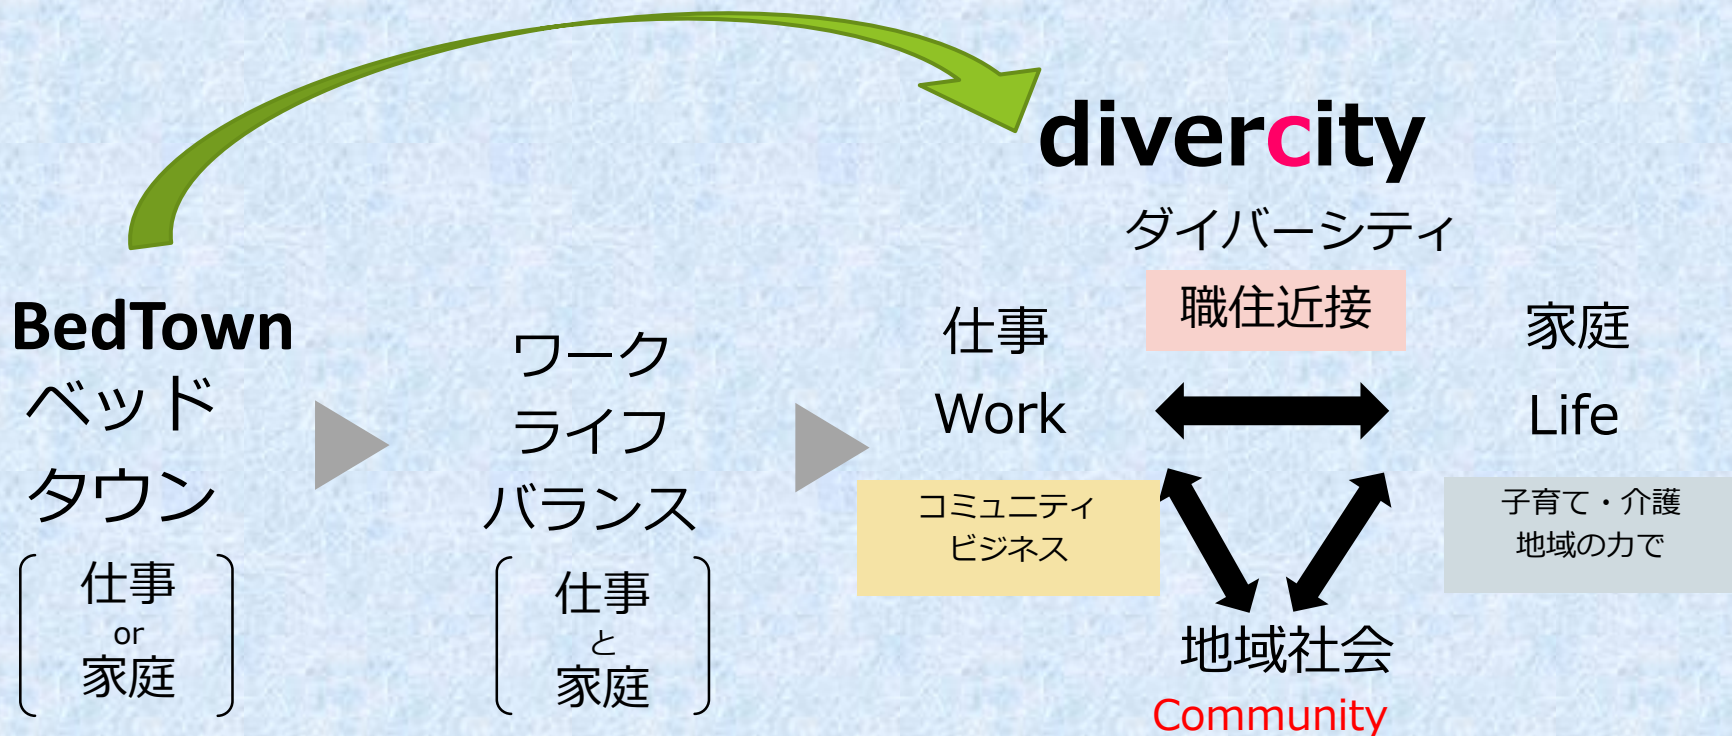 BedTown
ベッド
タウン
仕事
or
家庭
ワーク
ライフ
バランス
仕事
と
家庭
divercity
ダイバーシティ
職住近接
仕事
Work
家庭
Life
コミュニティ
ビジネス
子育て・介護
地域の力で
地域社会
Community